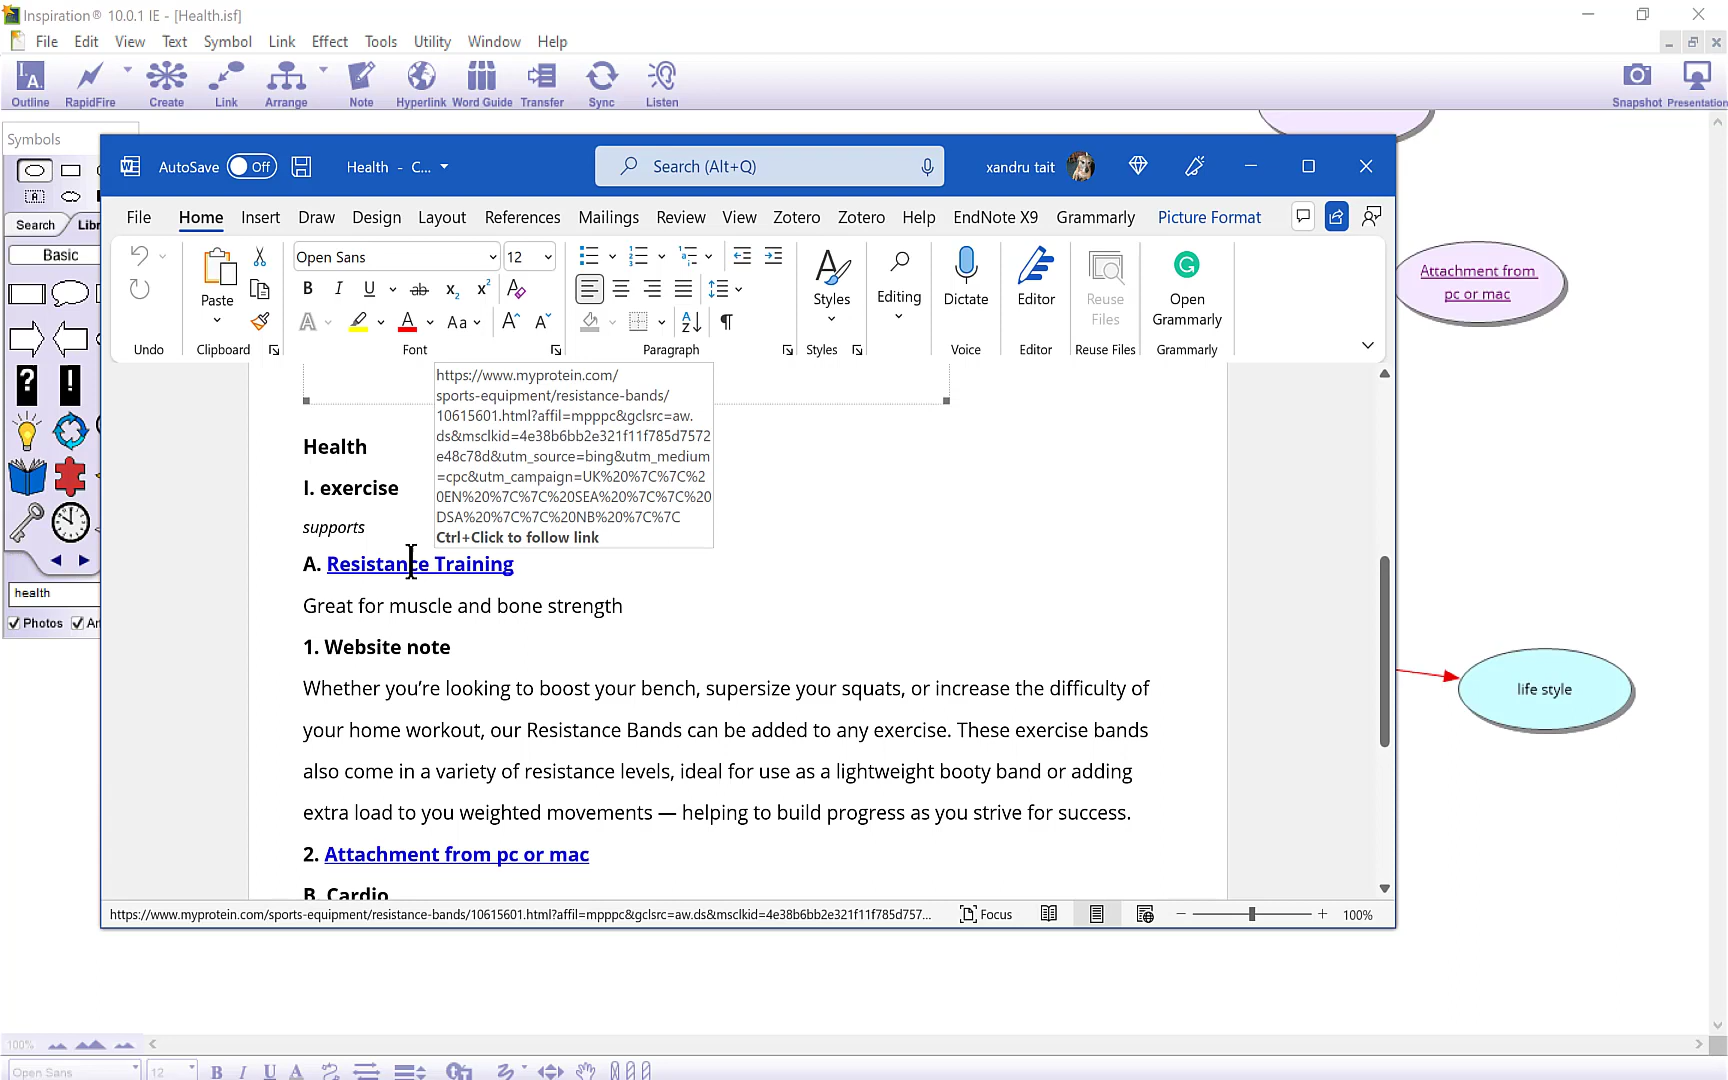 Inspiration® 10.0.1 IE - [Health.isf]
File Edit View Text Symbol Link Effect Tools Utility Window Help
Outline RapidFire Create Link Arrange Note Hyperlink Word Guide Transfer Sync Listen Snapshot Presentation
Symbols
Search
Basic
health
Photos
AutoSave Off Health - C... Search (Alt+Q) xandru tait
File Home Insert Draw Design Layout References Mailings Review View Zotero Zotero Help EndNote X9 Grammarly Picture Format
Open Sans 12
Paste Styles Editing Dictate Editor Reuse Files Open Grammarly
Undo Clipboard Font Paragraph Styles Voice Editor Reuse Files Grammarly
https://www.myprotein.com/
sports-equipment/resistance-bands/
10615601.html?affil=mpppc&gclsrc=aw.
ds&msclkid=4e38b6bb2e321f11f785d7572
e48c78d&utm_source=bing&utm_medium
=cpc&utm_campaign=UK%20%7C%7C%2
0EN%20%7C%7C%20SEA%20%7C%7C%20
DSA%20%7C%7C%20NB%20%7C%7C
Ctrl+Click to follow link
Health
I. exercise
supports
A. Resistance Training
Great for muscle and bone strength
1. Website note
Whether you’re looking to boost your bench, supersize your squats, or increase the difficulty of
your home workout, our Resistance Bands can be added to any exercise. These exercise bands
also come in a variety of resistance levels, ideal for use as a lightweight booty band or adding
extra load to you weighted movements — helping to build progress as you strive for success.
2. Attachment from pc or mac
B. Cardio
https://www.myprotein.com/sports-equipment/resistance-bands/10615601.html?affil=mpppc&gclsrc=aw.ds&msclkid=4e38b6bb2e321f11f785d757... Focus 100%
Attachment from
pc or mac
life style
100%
Open Sans 12